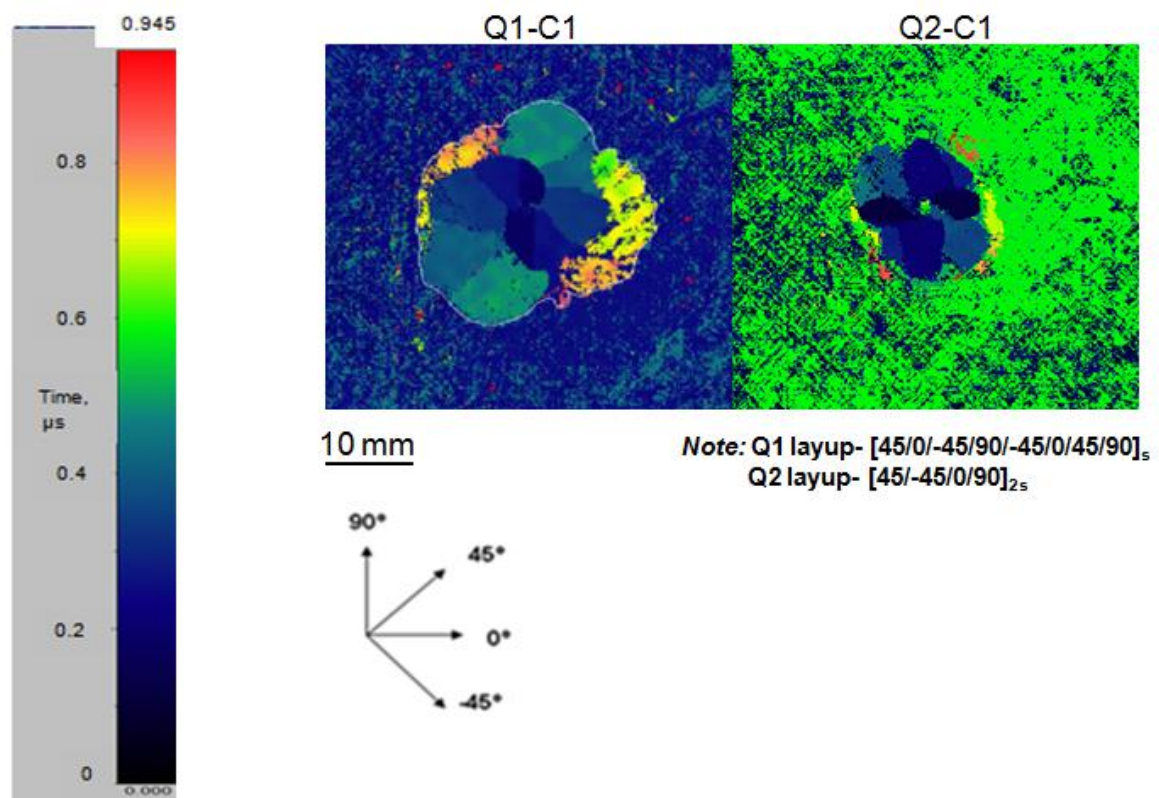 0.945
0.8
0.6
Time,
µs
0.4
0.2
0
0.000
Q1-C1
Q2-C1
10 mm
Note: Q1 layup- [45/0/-45/90/-45/0/45/90]s
Q2 layup- [45/-45/0/90]2s
90°
45°
0°
-45°